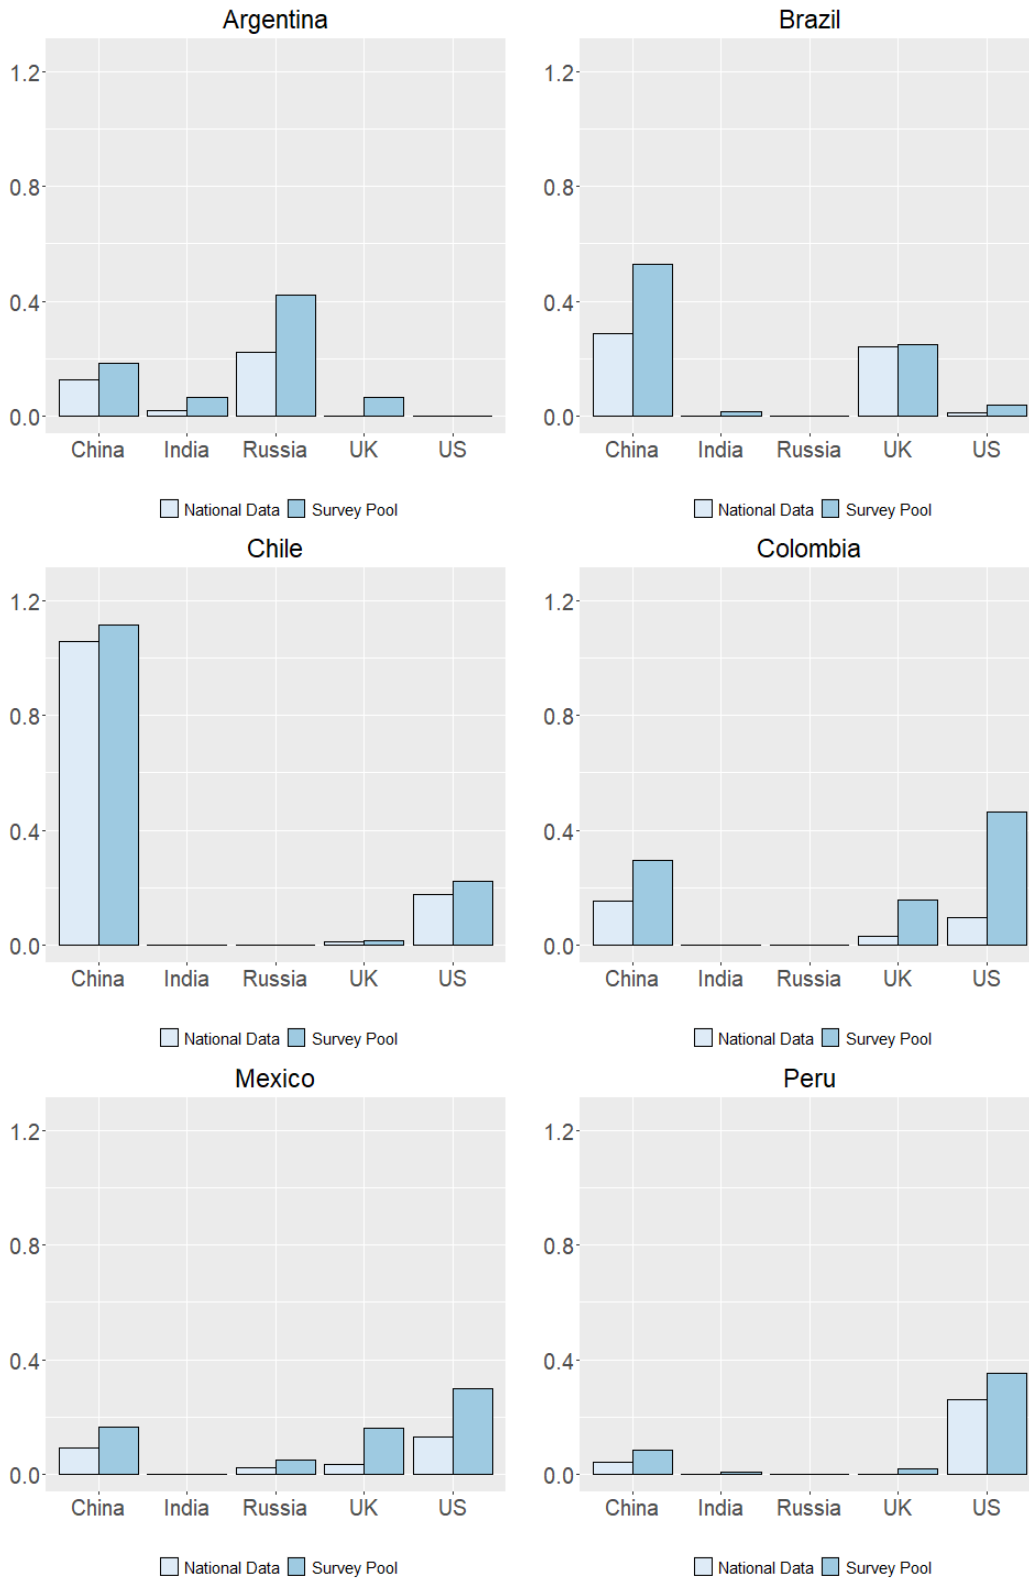 Argentina
1.2
0.8
0.4
0.0
China India Russia UK US
National Data Survey Pool
Brazil
1.2
0.8
0.4
0.0
China India Russia UK US
National Data Survey Pool
Chile
1.2
0.8
0.4
0.0
China India Russia UK US
National Data Survey Pool
Colombia
1.2
0.8
0.4
0.0
China India Russia UK US
National Data Survey Pool
Mexico
1.2
0.8
0.4
0.0
China India Russia UK US
National Data Survey Pool
Peru
1.2
0.8
0.4
0.0
China India Russia UK US
National Data Survey Pool